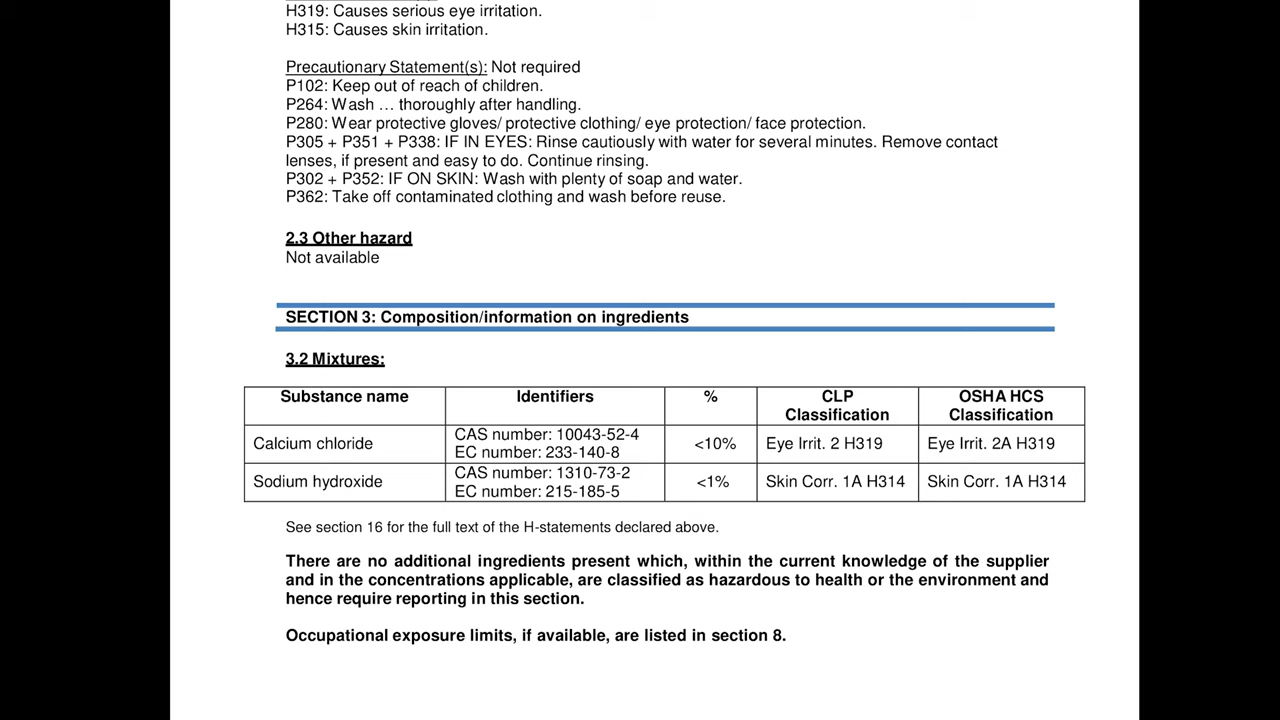 H319: Causes serious eye irritation.
H315: Causes skin irritation.
Precautionary Statement(s): Not required
P102: Keep out of reach of children.
P264: Wash … thoroughly after handling.
P280: Wear protective gloves/ protective clothing/ eye protection/ face protection.
P305 + P351 + P338: IF IN EYES: Rinse cautiously with water for several minutes. Remove contact
lenses, if present and easy to do. Continue rinsing.
P302 + P352: IF ON SKIN: Wash with plenty of soap and water.
P362: Take off contaminated clothing and wash before reuse.
2.3 Other hazard
Not available
SECTION 3: Composition/information on ingredients
3.2 Mixtures:
Substance name Identifiers % CLP Classification OSHA HCS Classification
Calcium chloride CAS number: 10043-52-4 EC number: 233-140-8 <10% Eye Irrit. 2 H319 Eye Irrit. 2A H319
Sodium hydroxide CAS number: 1310-73-2 EC number: 215-185-5 <1% Skin Corr. 1A H314 Skin Corr. 1A H314
See section 16 for the full text of the H-statements declared above.
There are no additional ingredients present which, within the current knowledge of the supplier
and in the concentrations applicable, are classified as hazardous to health or the environment and
hence require reporting in this section.
Occupational exposure limits, if available, are listed in section 8.